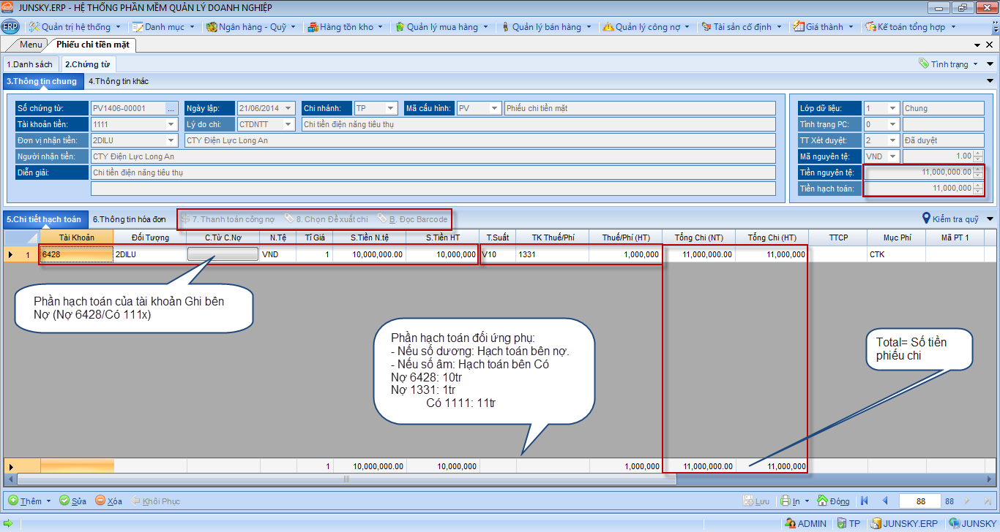 JUNSKY.ERP - HỆ THỐNG PHẦN MỀM QUẢN LÝ DOANH NGHIỆP
ERP Quản trị hệ thống Danh mục Ngân hàng - Quỹ Hàng tồn kho Quản lý mua hàng Quản lý bán hàng Quản lý công nợ Tài sản cố định Giá thành Kế toán tổng hợp
Menu Phiếu chi tiền mặt
1.Danh sách 2.Chứng từ Tình trạng
3.Thông tin chung 4.Thông tin khác
Số chứng từ: PV1406-00001 ... Ngày lập: 21/06/2014 Chi nhánh: TP Mã cấu hình: PV Phiếu chi tiền mặt Lớp dữ liệu: 1 Chung
Tài khoản tiền: 1111 Lý do chi: CTDNTT Chi tiền điện năng tiêu thụ Tình trạng PC: 0
Đơn vị nhận tiền: 2DILU CTY Điện Lực Long An TT Xét duyệt: 2 Đã duyệt
Người nhận tiền: CTY Điện Lực Long An Mã nguyên tệ: VND 1.00
Diễn giải: Chi tiền điện năng tiêu thụ Tiền nguyên tệ: 11,000,000.00
Tiền hạch toán: 11,000,000
5.Chi tiết hạch toán 6.Thông tin hóa đơn 7. Thanh toán công nợ 8. Chọn Đề xuất chi B. Đọc Barcode Kiểm tra quỹ
Tài Khoản Đối Tượng C.Từ C.Nợ N.Tệ Tỉ Giá S.Tiền N.tệ S.Tiền HT T.Suất TK Thuế/Phí Thuế/Phí (HT) Tổng Chi (NT) Tổng Chi (HT) TTCP Mục Phí Mã PT 1
1 6428 2DILU VND 1 10,000,000.00 10,000,000 V10 1331 1,000,000 11,000,000.00 11,000,000 CTK
Phần hạch toán của tài khoản Ghi bên
Nợ (Nợ 6428/Có 111x)
Phần hạch toán đối ứng phụ:
- Nếu số dương: Hạch toán bên nợ.
- Nếu số âm: Hạch toán bên Có
Nợ 6428: 10tr
Nợ 1331: 1tr
Có 1111: 11tr
Total= Số tiền
phiếu chi
1 10,000,000.00 10,000,000 1,000,000 11,000,000.00 11,000,000
Thêm Sửa Xóa Khôi Phục Lưu In Đóng 88 88
ADMIN TP JUNSKY.ERP JUNSKY